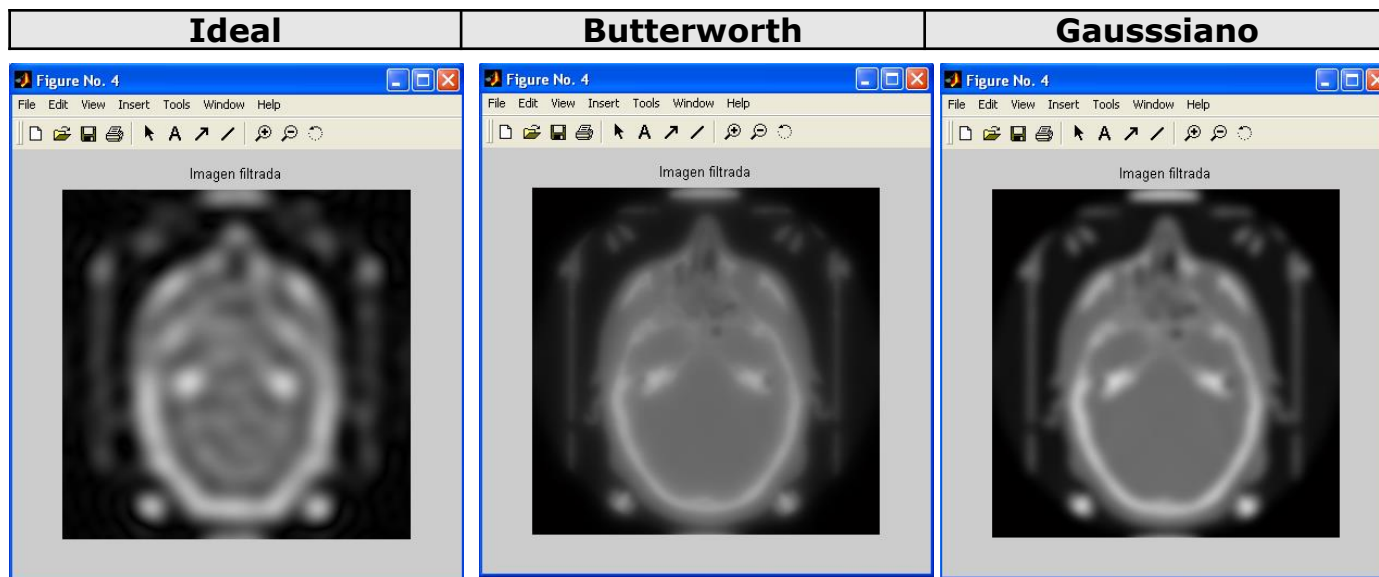 Ideal
Butterworth
Gausssiano
Figure No. 4
File Edit View Insert Tools Window Help
A
Imagen filtrada
Figure No. 4
File Edit View Insert Tools Window Help
A
Imagen filtrada
Figure No. 4
File Edit View Insert Tools Window Help
A
Imagen filtrada